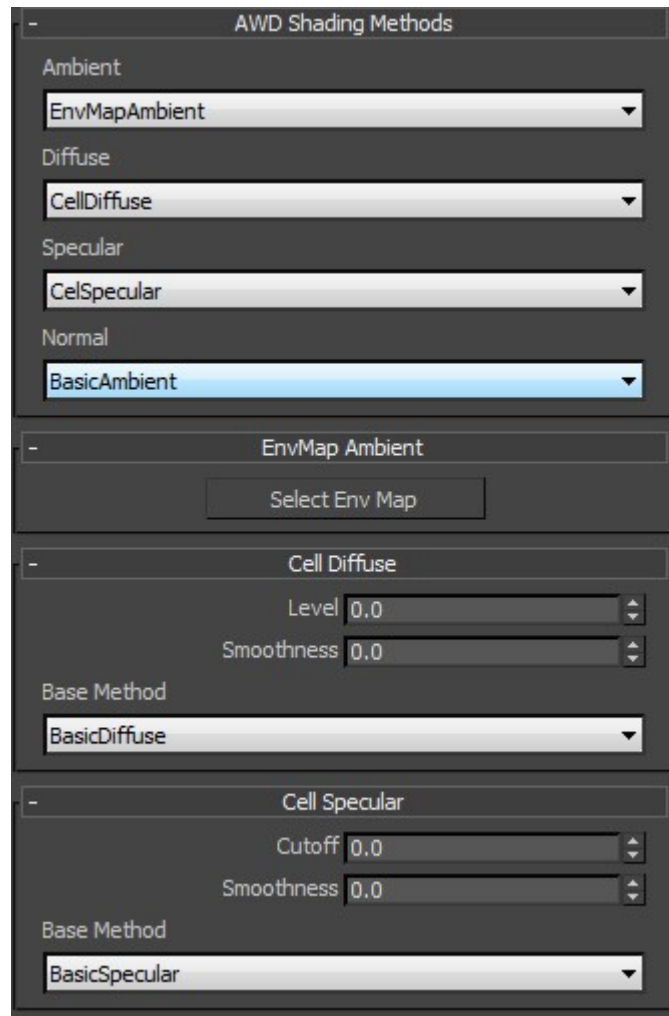 - AWD Shading Methods
Ambient
EnvMapAmbient
Diffuse
CellDiffuse
Specular
CelSpecular
Normal
BasicAmbient
- EnvMap Ambient
Select Env Map
- Cell Diffuse
Level 0.0
Smoothness 0.0
Base Method
BasicDiffuse
- Cell Specular
Cutoff 0.0
Smoothness 0.0
Base Method
BasicSpecular